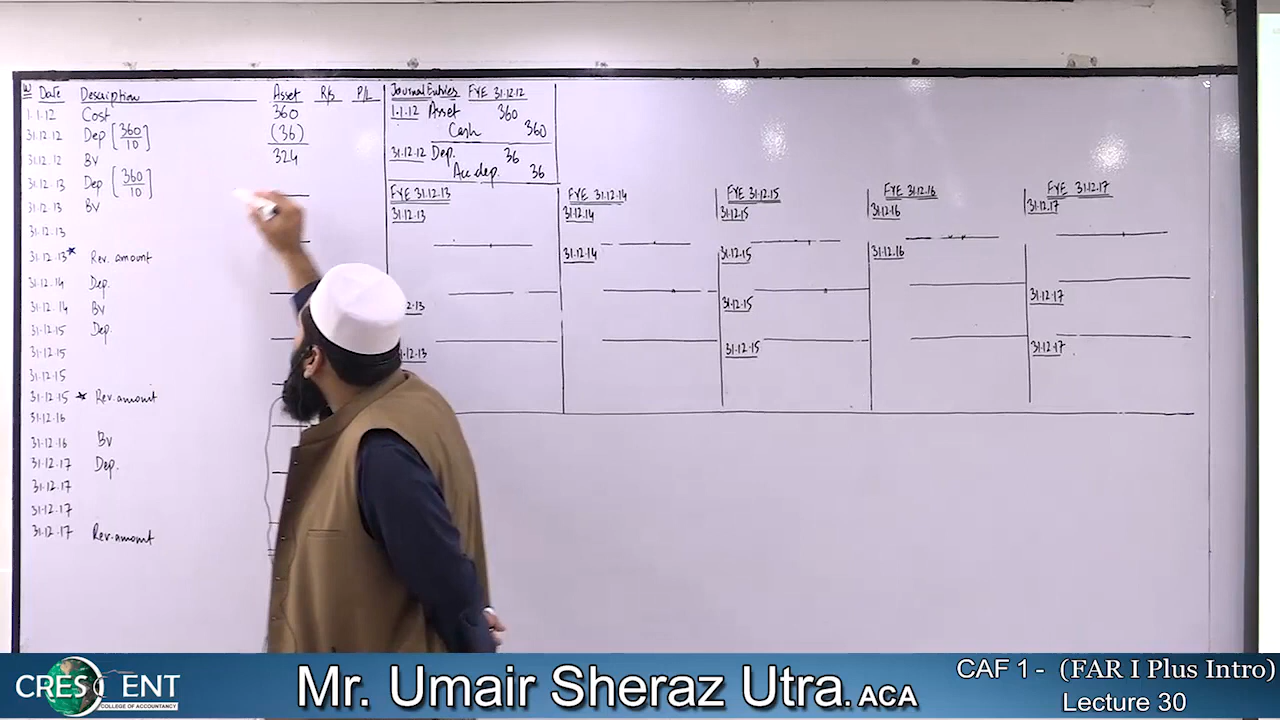 W Date Description Asset R/S P/L
1.1.12 Cost 360
31.12.12 Dep [360/10] (36)
31.12.12 BV 324
31.12.13 Dep [360/10]
31.12.13 BV
31.12.13
31.12.13* Rev. amount
31.12.14 Dep.
31.12.14 BV
31.12.15 Dep.
31.12.15
31.12.15
31.12.15 * Rev. amount
31.12.16
31.12.16 BV
31.12.17 Dep.
31.12.17
31.12.17
31.12.17 Rev. amount
Journal Entries FYE 31.12.12
1.1.12 Asset 360
Cash 360
31.12.12 Dep. 36
Acc dep. 36
FYE 31.12.13
31.12.13
2.13
31.12.13
FYE 31.12.14
31.12.14
31.12.14
FYE 31.12.15
31.12.15
31.12.15
31.12.15
31.12.15
FYE 31.12.16
31.12.16
31.12.16
FYE 31.12.17
31.12.17
31.12.17
31.12.17
CRESCENT
COLLEGE OF ACCOUNTANCY
Mr. Umair Sheraz Utra. ACA
CAF 1 - (FAR I Plus Intro)
Lecture 30